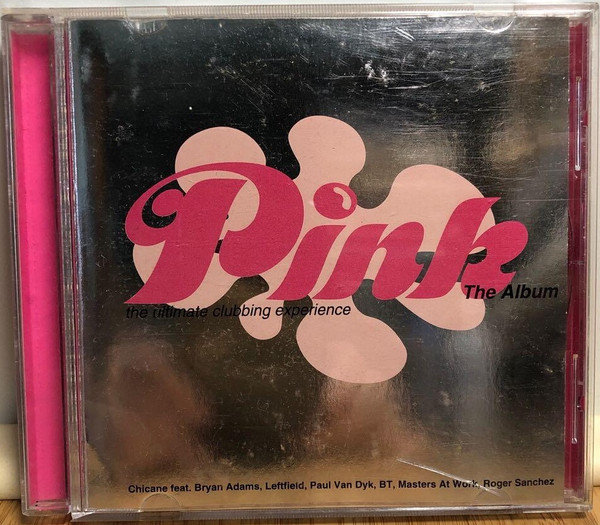 Pink
The Album
the ultimate clubbing experience
Chicane feat. Bryan Adams, Leftfield, Paul Van Dyk, BT, Masters At Work, Roger Sanchez